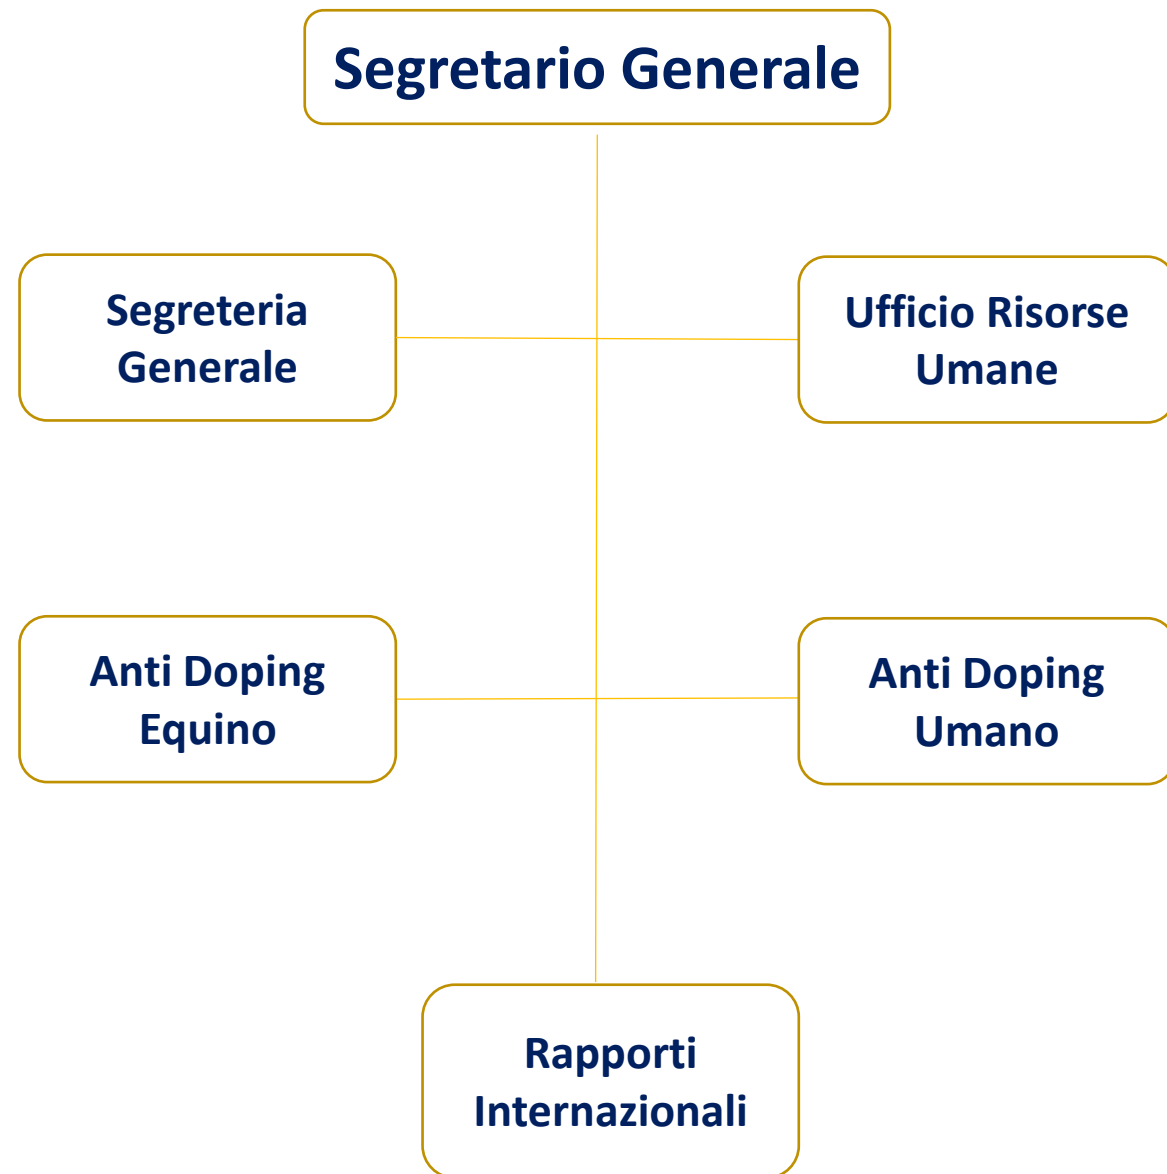 Segretario Generale
Segreteria
Generale
Ufficio Risorse
Umane
Anti Doping
Equino
Anti Doping
Umano
Rapporti
Internazionali